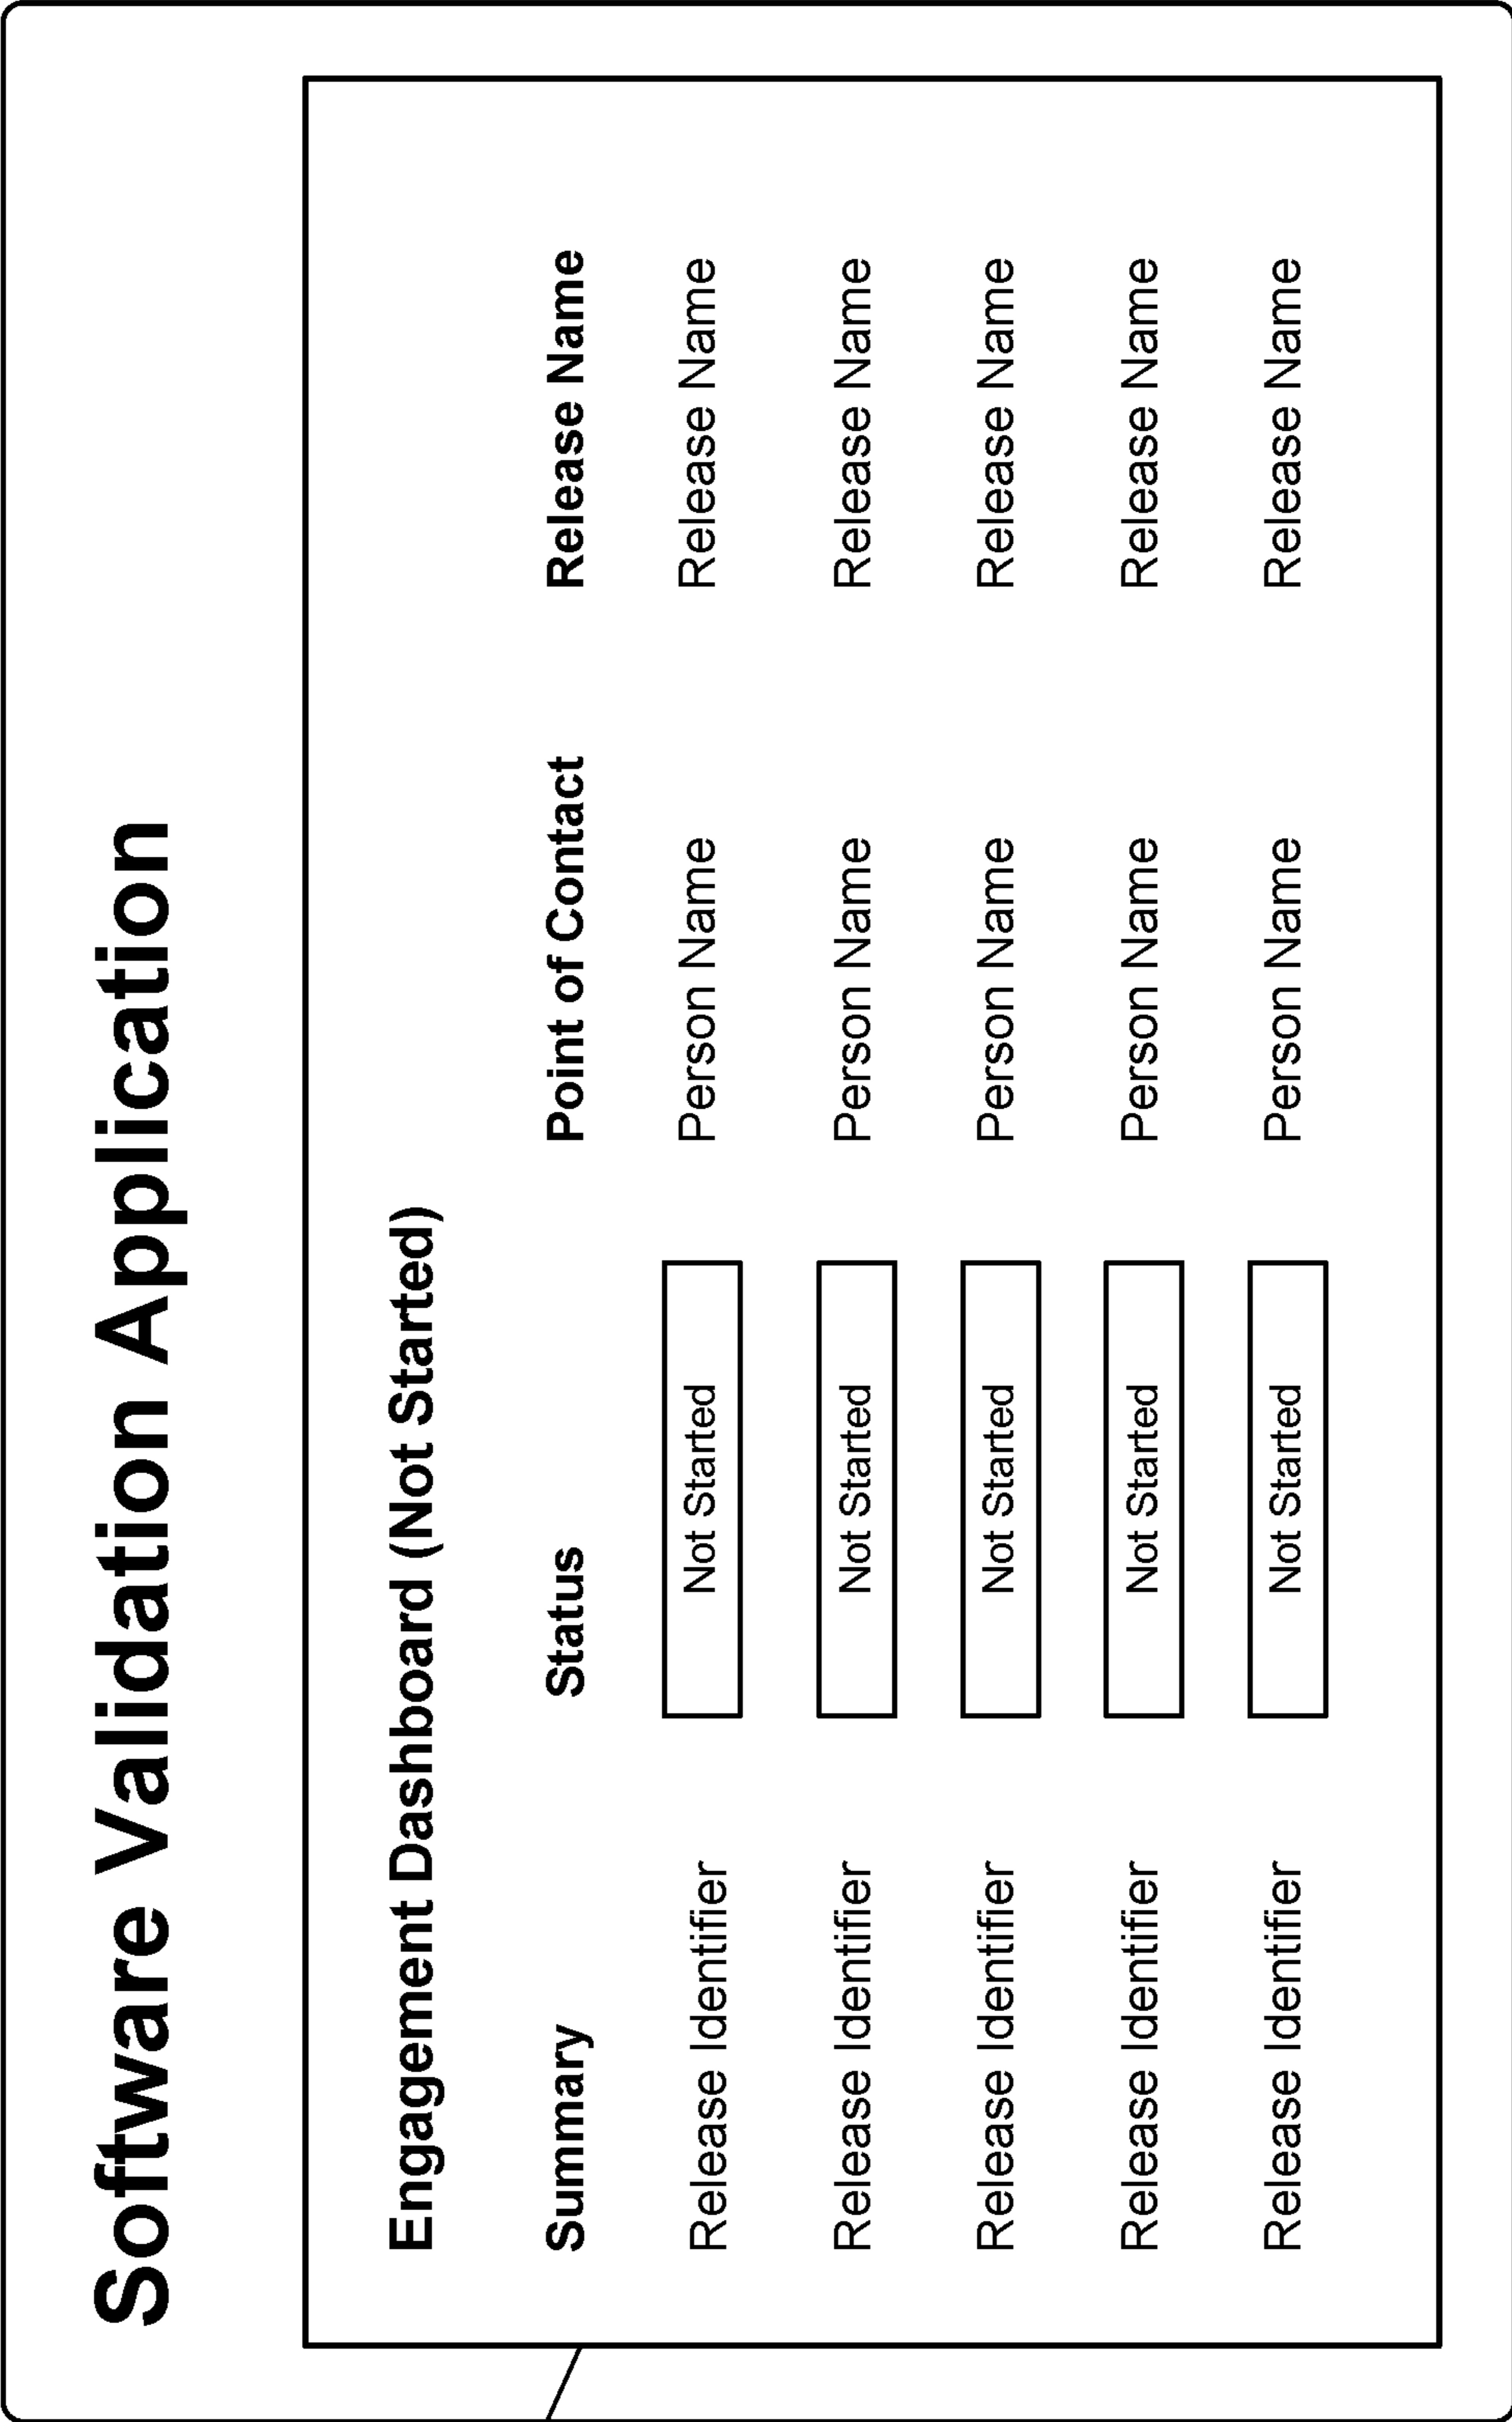 Software Validation Application
Engagement Dashboard (Not Started)
Summary Status Point of Contact Release Name
Release Identifier Not Started Person Name Release Name
Release Identifier Not Started Person Name Release Name
Release Identifier Not Started Person Name Release Name
Release Identifier Not Started Person Name Release Name
Release Identifier Not Started Person Name Release Name